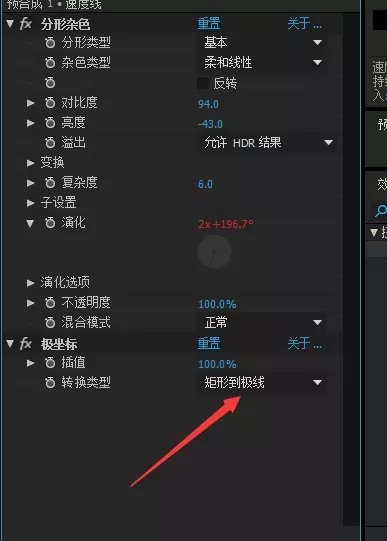 预合成 1 • 速度线
fx 分形杂色 重置 关于...
分形类型 基本
杂色类型 柔和线性
反转
对比度 94.0
亮度 -43.0
溢出 允许 HDR 结果
变换
复杂度 6.0
子设置
演化 2x+196.7°
演化选项
不透明度 100.0%
混合模式 正常
fx 极坐标 重置 关于...
插值 100.0%
转换类型 矩形到极线
速度
持
入
预
效